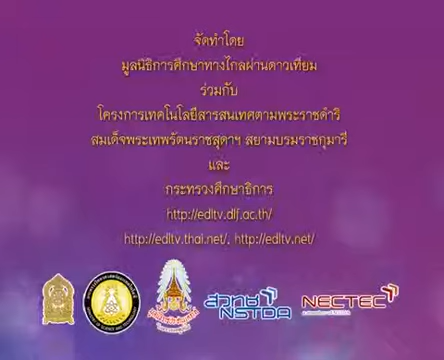 จัดทำโดย
มูลนิธิการศึกษาทางไกลผ่านดาวเทียม
ร่วมกับ
โครงการเทคโนโลยีสารสนเทศตามพระราชดำริ
สมเด็จพระเทพรัตนราชสุดาฯ สยามบรมราชกุมารี
และ
กระทรวงศึกษาธิการ
http://edltv.dlf.ac.th/
http://edltv.thai.net/, http://edltv.net/
สวทช
NSTDA
NECTEC